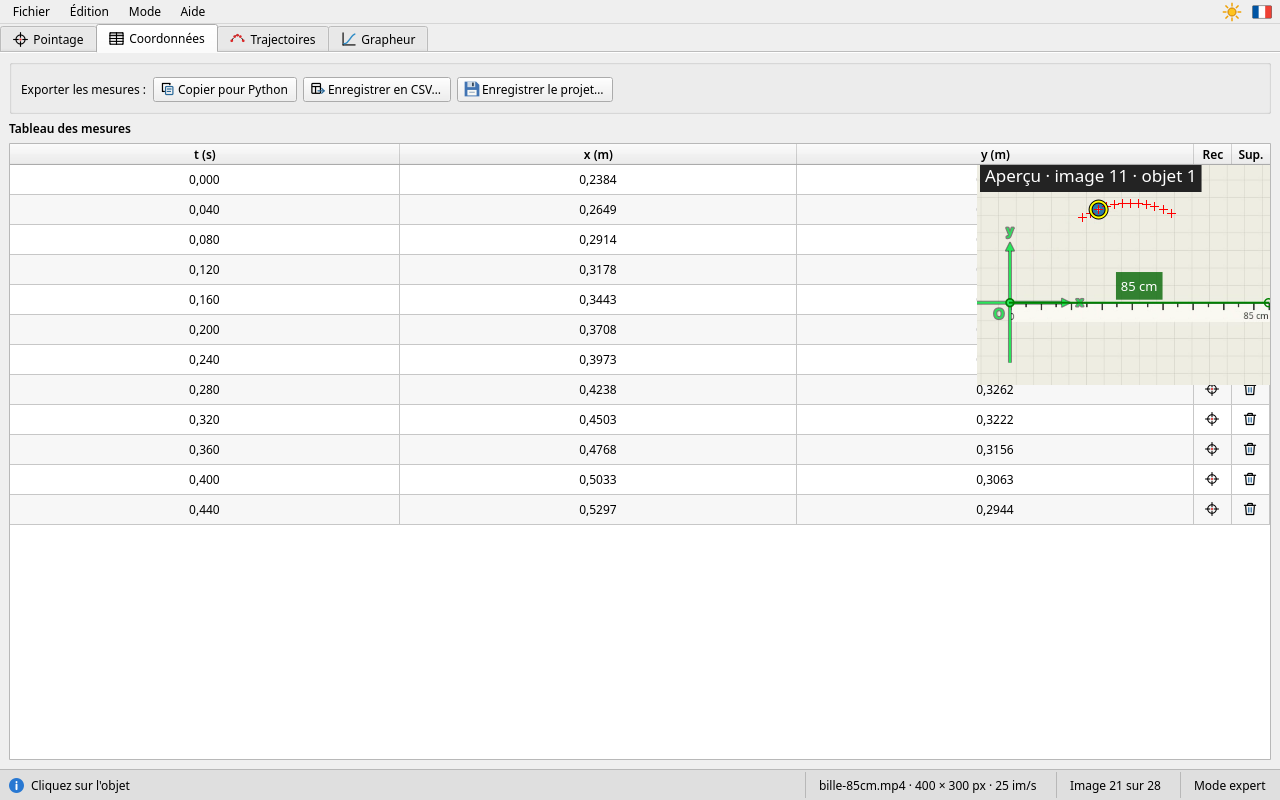 Fichier Édition Mode Aide
Pointage Coordonnées Trajectoires Grapheur
Exporter les mesures : Copier pour Python Enregistrer en CSV... Enregistrer le projet...
Tableau des mesures
t (s) x (m) y (m) Rec Sup.
0,000 0,2384
0,040 0,2649
0,080 0,2914
0,120 0,3178
0,160 0,3443
0,200 0,3708
0,240 0,3973
0,280 0,4238 0,3262
0,320 0,4503 0,3222
0,360 0,4768 0,3156
0,400 0,5033 0,3063
0,440 0,5297 0,2944
Aperçu · image 11 · objet 1
y
85 cm
x
O
85 cm
Cliquez sur l'objet
bille-85cm.mp4 · 400 × 300 px · 25 im/s Image 21 sur 28 Mode expert